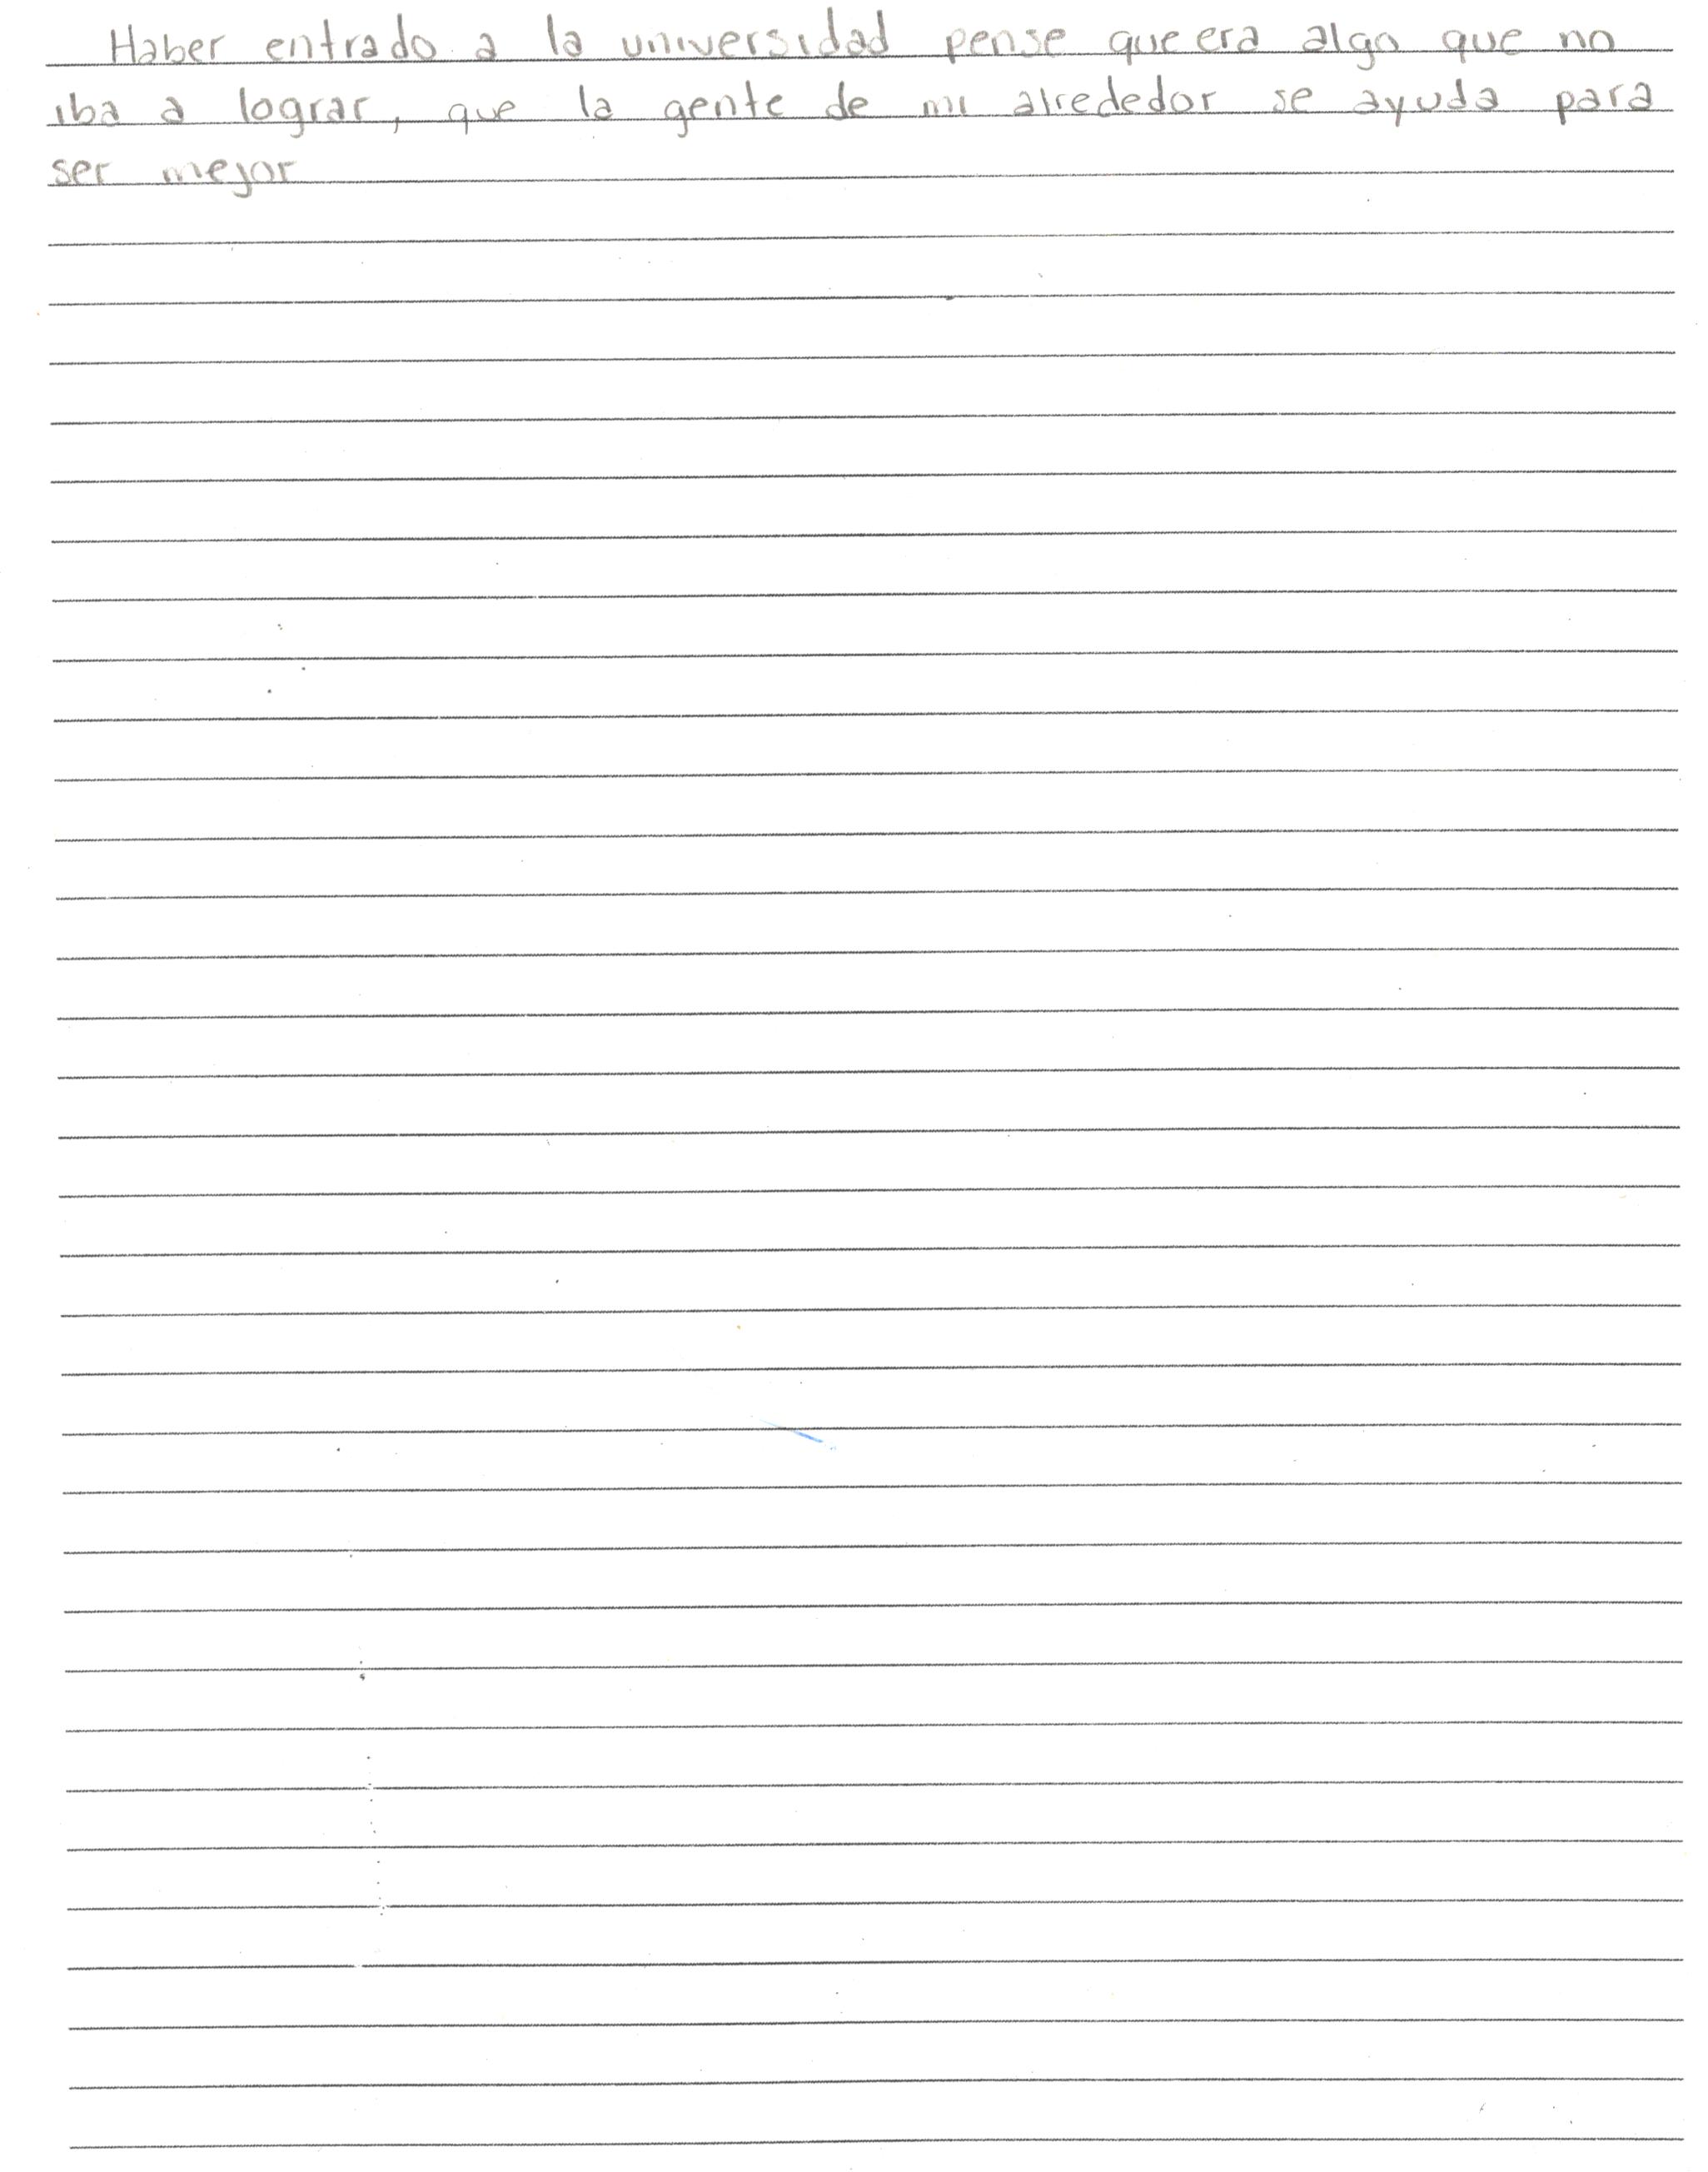 Haber entrado a la universidad pense que era algo que no
iba a lograr, que la gente de mi alrededor se ayuda para
ser mejor